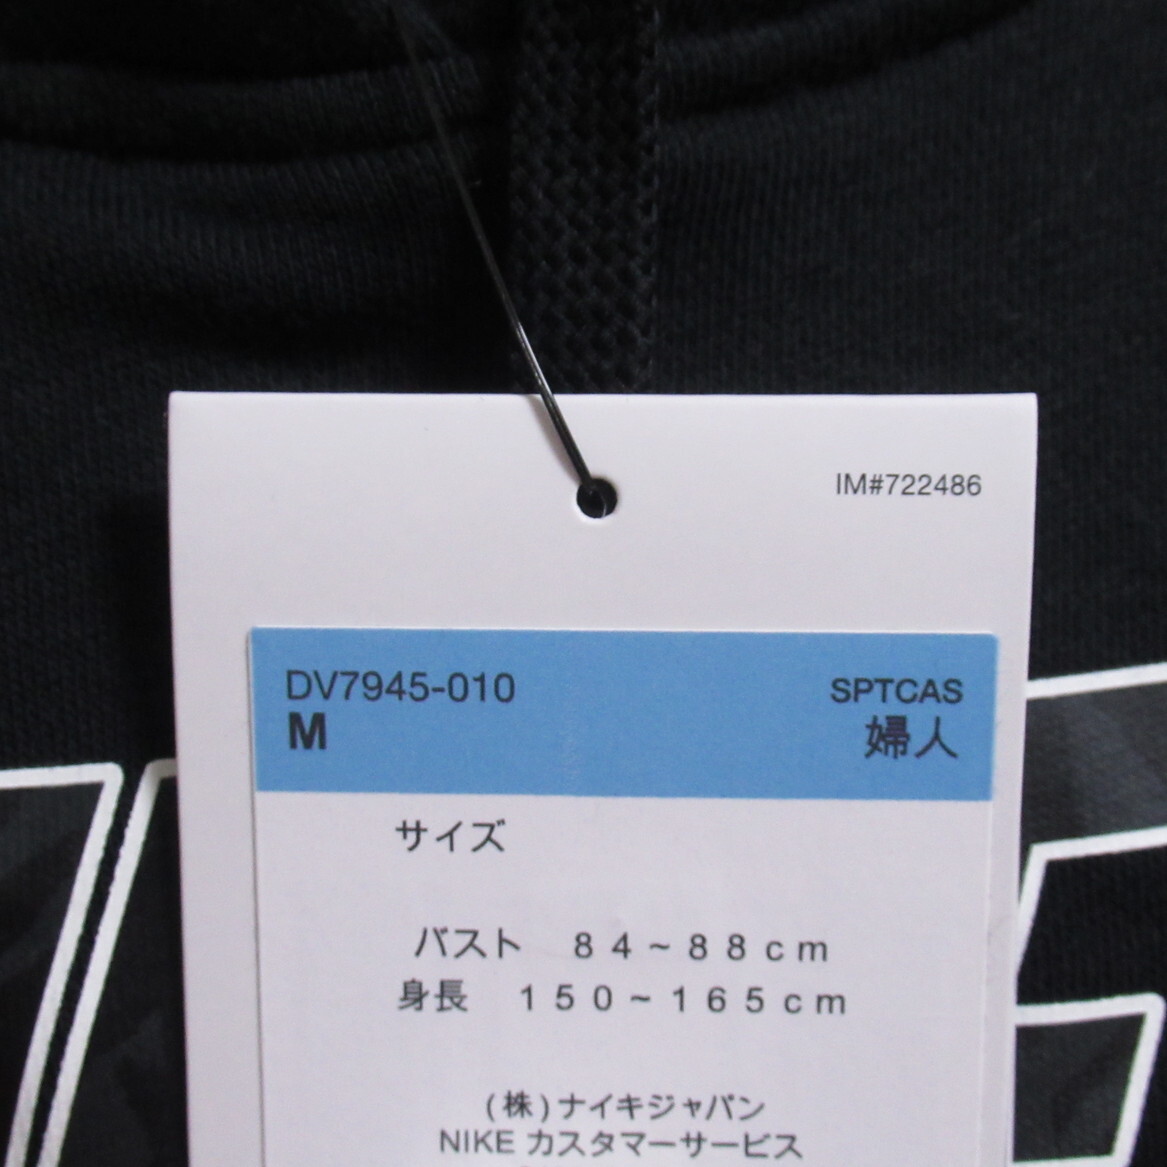 IM#722486
DV7945-010 SPTCAS
M 婦人
サイズ
バスト 84~88cm
身長 150~165cm
(株)ナイキジャパン
NIKE カスタマーサービス